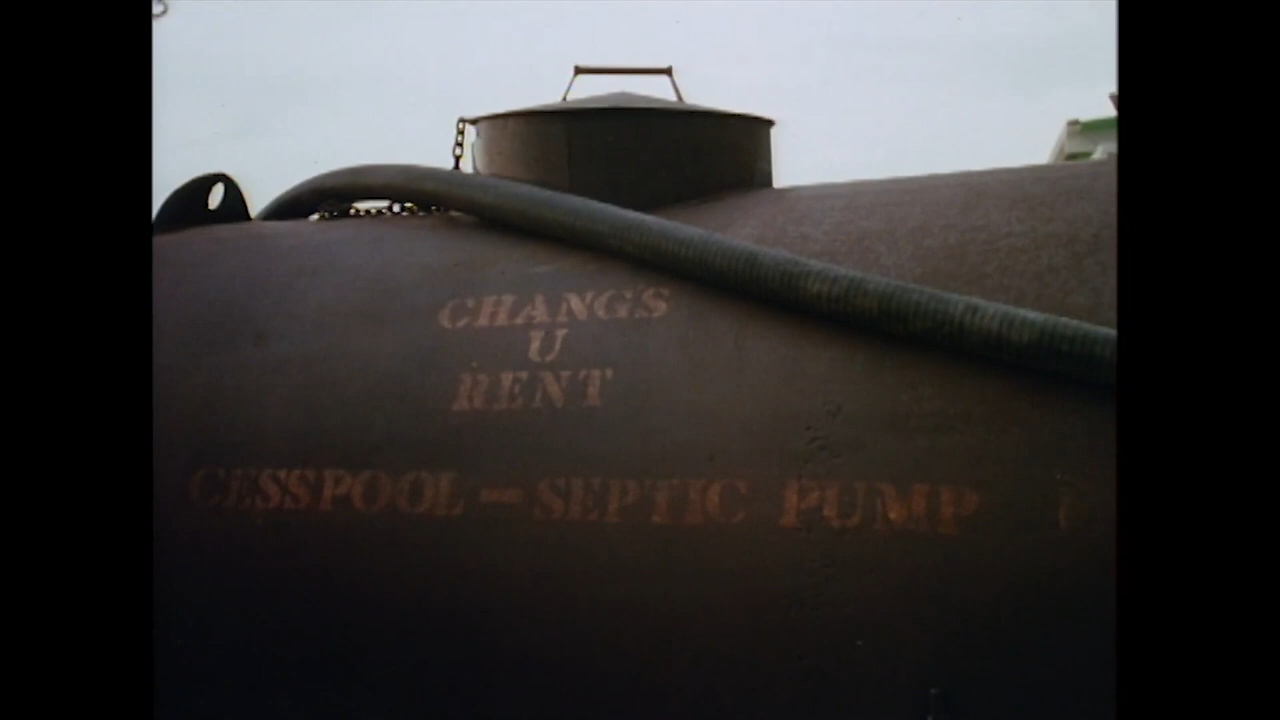 CHANG'S
U
RENT
CESSPOOL - SEPTIC PUMP